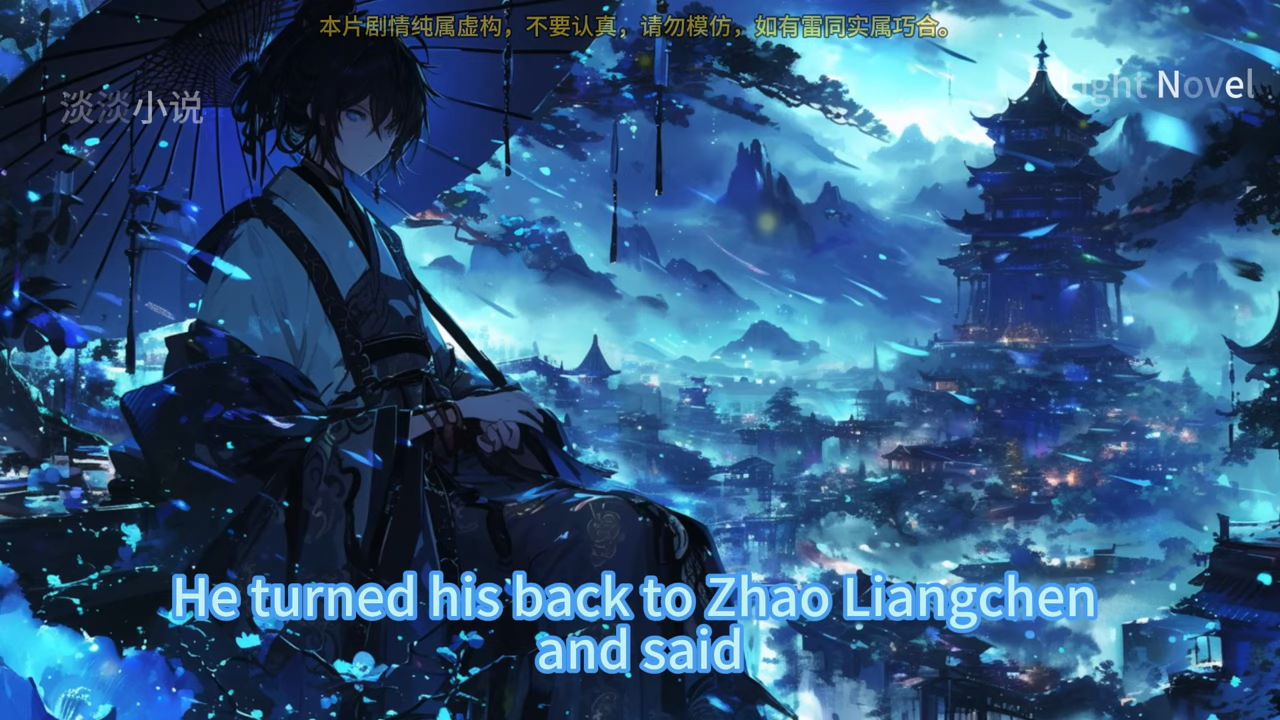 本片剧情纯属虚构，不要认真，请勿模仿，如有雷同实属巧合。
淡淡小说
Light Novel
He turned his back to Zhao Liangchen
and said